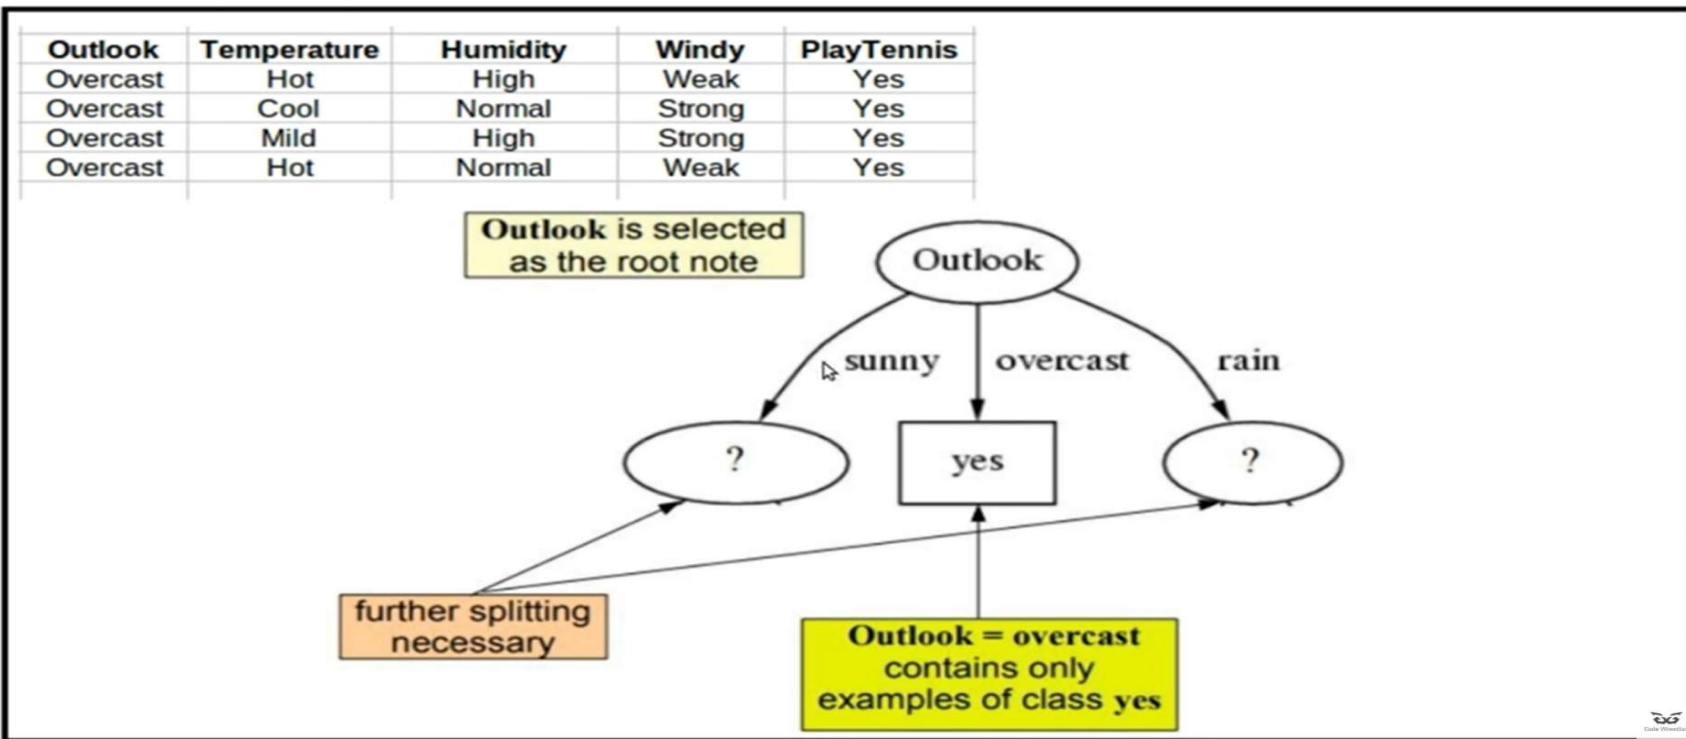 Outlook Temperature Humidity Windy PlayTennis
Overcast Hot High Weak Yes
Overcast Cool Normal Strong Yes
Overcast Mild High Strong Yes
Overcast Hot Normal Weak Yes
Outlook is selected
as the root note
Outlook
sunny overcast rain
? yes ?
further splitting
necessary
Outlook = overcast
contains only
examples of class yes